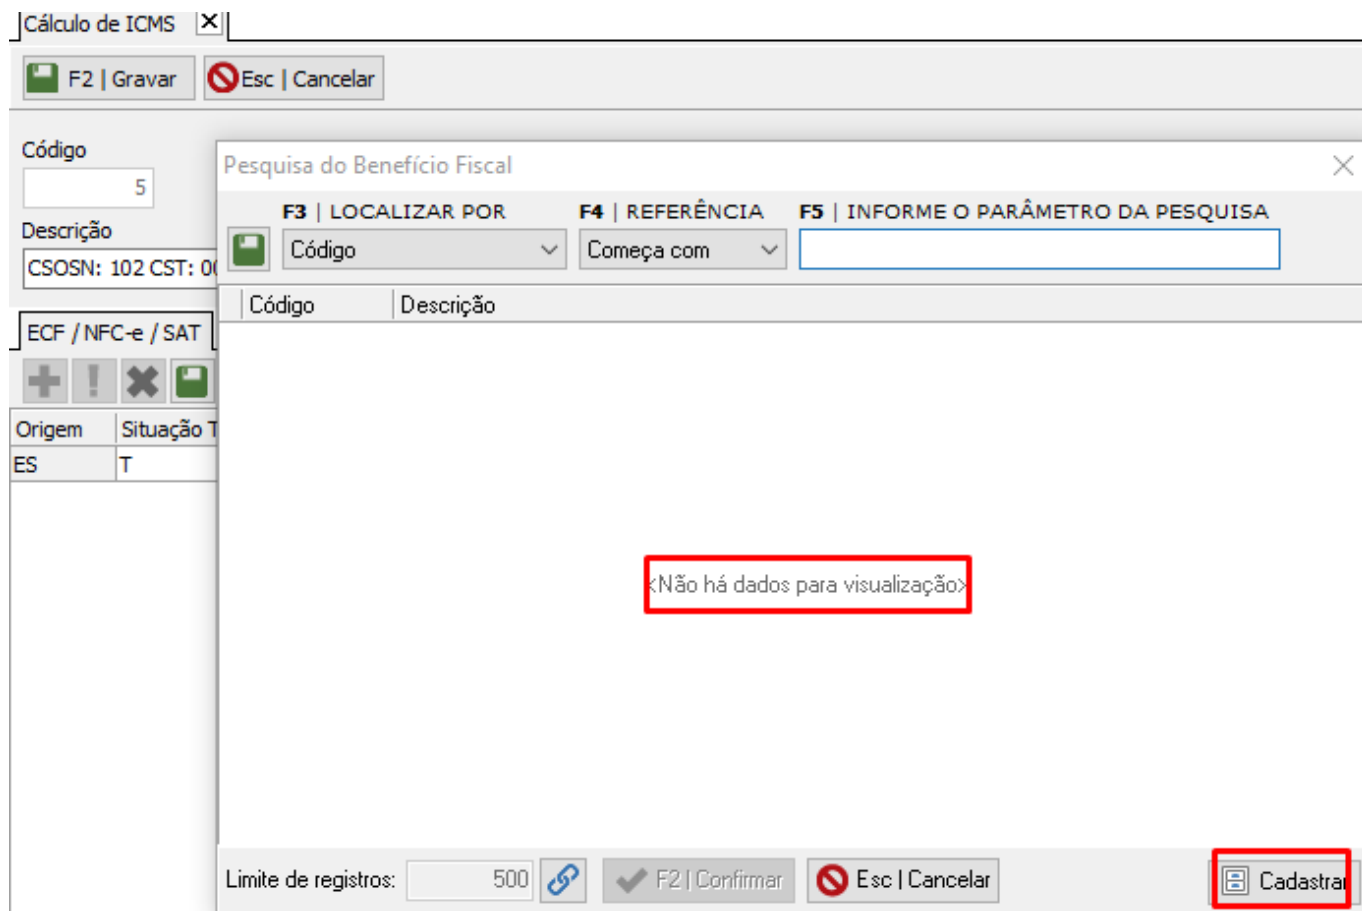 Cálculo de ICMS
F2 | Gravar Esc | Cancelar
Código
5
Descrição
CSOSN: 102 CST: 00
ECF / NFC-e / SAT
Origem Situação T
ES T
Pesquisa do Benefício Fiscal
F3 | LOCALIZAR POR F4 | REFERÊNCIA F5 | INFORME O PARÂMETRO DA PESQUISA
Código Começa com
Código Descrição
<Não há dados para visualização>
Limite de registros: 500 F2 | Confirmar Esc | Cancelar Cadastrar